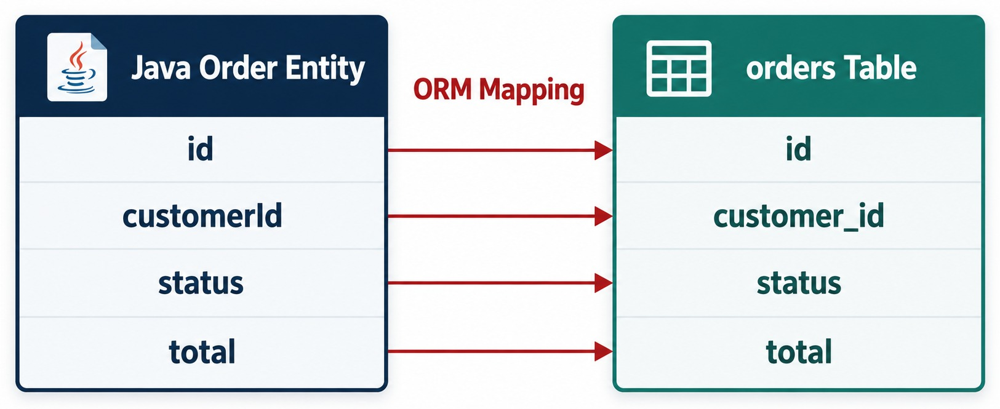 Java Order Entity
ORM Mapping
orders Table
id
id
customerId
customer_id
status
status
total
total